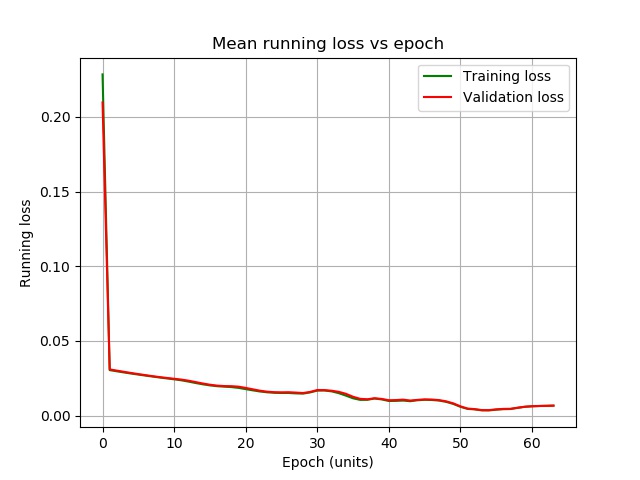 Mean running loss vs epoch
Training loss
Validation loss
0.20
0.15
0.10
0.05
0.00
Running loss
0 10 20 30 40 50 60
Epoch (units)